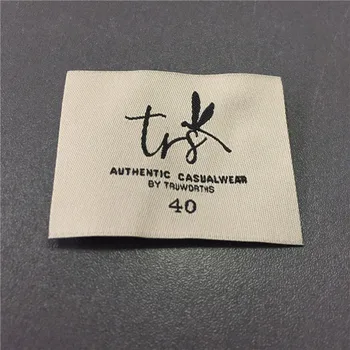 trs
AUTHENTIC CASUALWEAR
BY TRUWORTHS
40